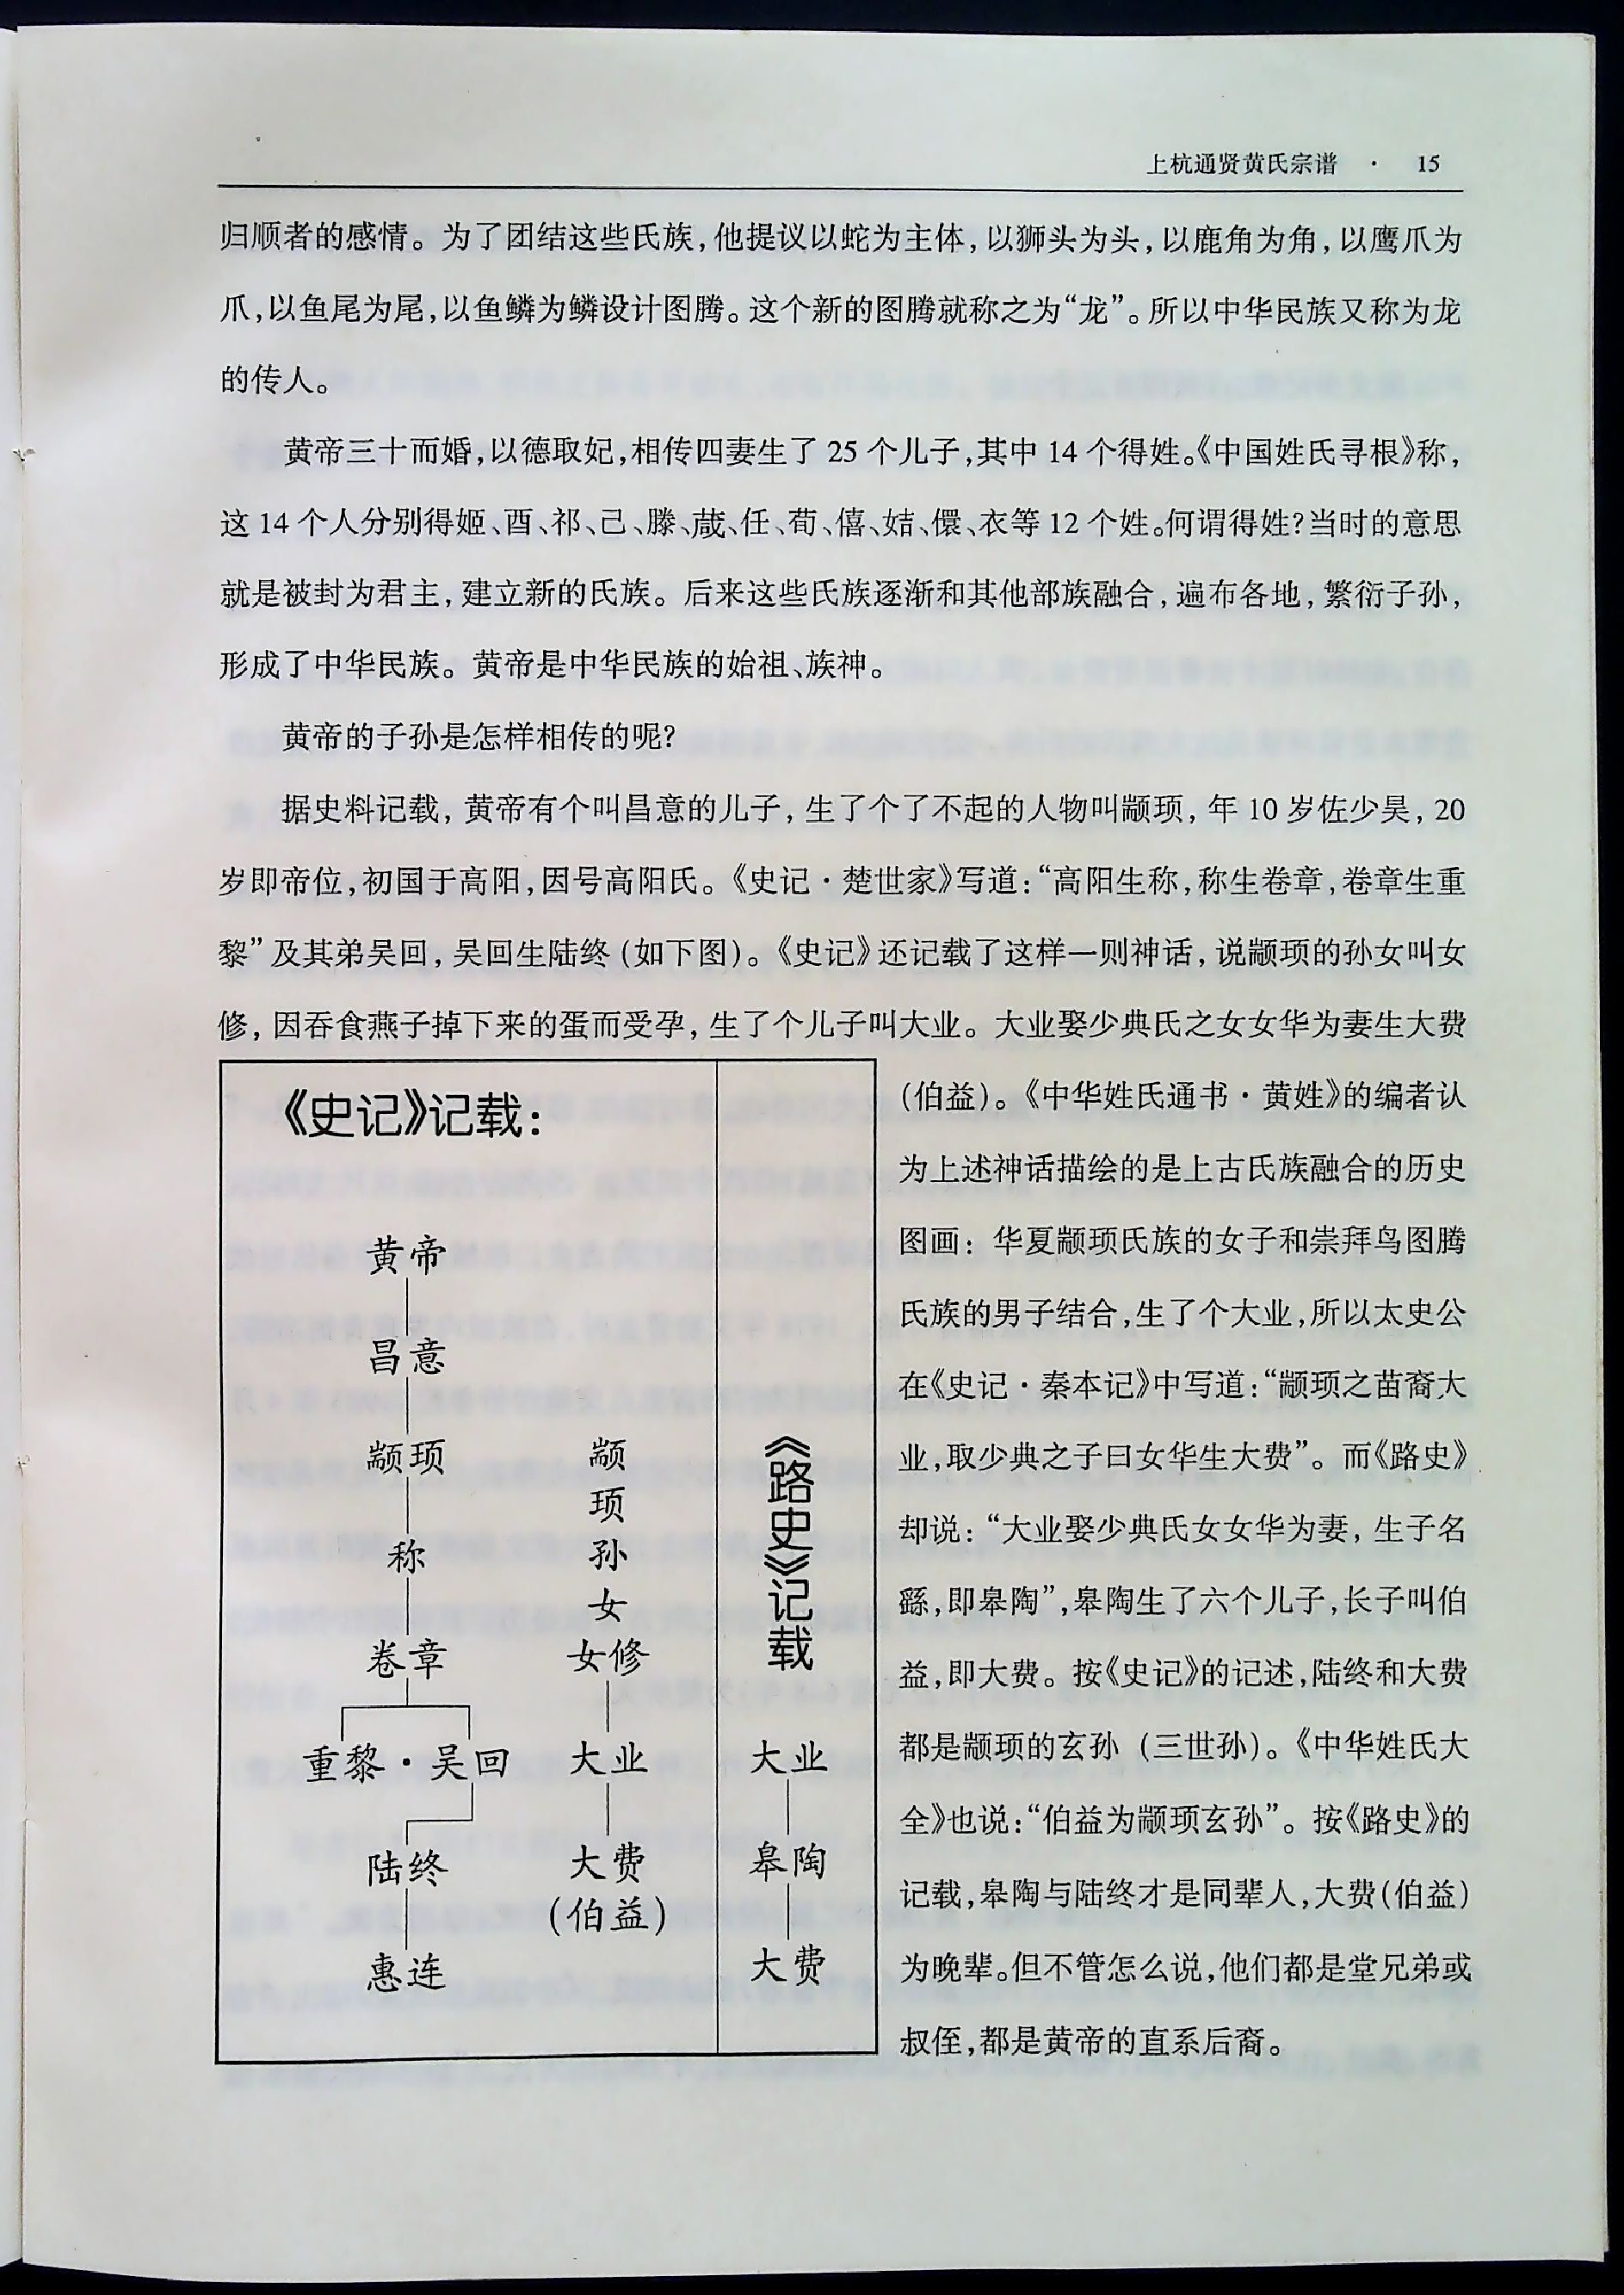 上杭通贤黄氏宗谱 · 15
归顺者的感情。为了团结这些氏族,他提议以蛇为主体,以狮头为头,以鹿角为角,以鹰爪为
爪,以鱼尾为尾,以鱼鳞为鳞设计图腾。这个新的图腾就称之为“龙”。所以中华民族又称为龙
的传人。
黄帝三十而婚,以德取妃,相传四妻生了 25 个儿子,其中 14 个得姓。《中国姓氏寻根》称,
这 14 个人分别得姬、酉、祁、己、滕、葴、任、荀、僖、姞、儇、衣等 12 个姓。何谓得姓?当时的意思
就是被封为君主,建立新的氏族。后来这些氏族逐渐和其他部族融合,遍布各地,繁衍子孙,
形成了中华民族。黄帝是中华民族的始祖、族神。
黄帝的子孙是怎样相传的呢?
据史料记载,黄帝有个叫昌意的儿子,生了个了不起的人物叫颛顼,年 10 岁佐少昊,20
岁即帝位,初国于高阳,因号高阳氏。《史记·楚世家》写道:“高阳生称,称生卷章,卷章生重
黎”及其弟吴回,吴回生陆终(如下图)。《史记》还记载了这样一则神话,说颛顼的孙女叫女
修,因吞食燕子掉下来的蛋而受孕,生了个儿子叫大业。大业娶少典氏之女女华为妻生大费
(伯益)。《中华姓氏通书·黄姓》的编者认
为上述神话描绘的是上古氏族融合的历史
图画:华夏颛顼氏族的女子和崇拜鸟图腾
氏族的男子结合,生了个大业,所以太史公
在《史记·秦本记》中写道:“颛顼之苗裔大
业,取少典之子曰女华生大费”。而《路史》
却说:“大业娶少典氏女女华为妻,生子名
繇,即皋陶”,皋陶生了六个儿子,长子叫伯
益,即大费。按《史记》的记述,陆终和大费
都是颛顼的玄孙(三世孙)。《中华姓氏大
全》也说:“伯益为颛顼玄孙”。按《路史》的
记载,皋陶与陆终才是同辈人,大费(伯益)
为晚辈。但不管怎么说,他们都是堂兄弟或
叔侄,都是黄帝的直系后裔。
《史记》记载:
黄帝
昌意
颛顼
称
卷章
重黎·吴回
陆终
惠连
颛
顼
孙
女
女修
大业
大费
(伯益)
《路史》记载
大业
皋陶
大费